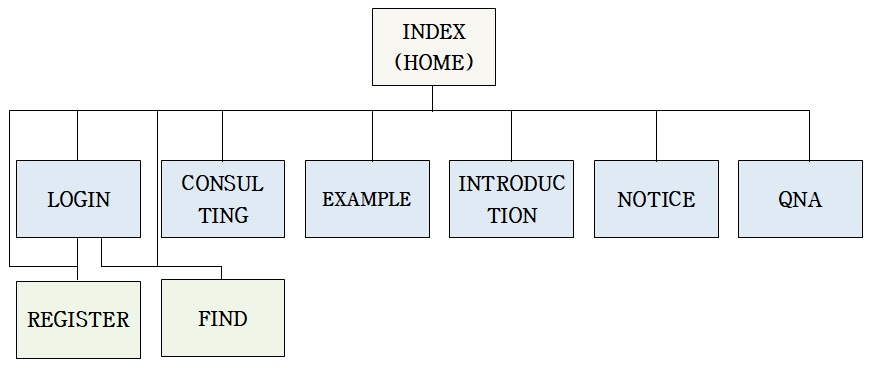 INDEX
(HOME)
LOGIN
CONSUL
TING
EXAMPLE
INTRODUC
TION
NOTICE
QNA
REGISTER
FIND